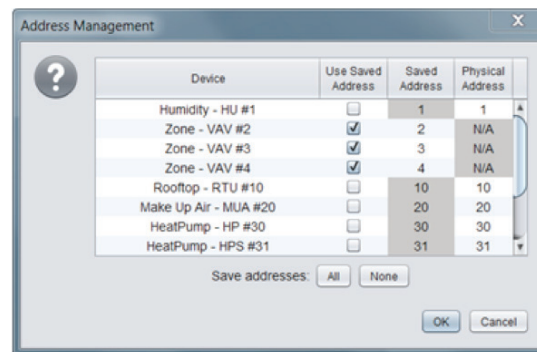 Address Management
X
?
Device Use Saved Address Saved Address Physical Address
Humidity - HU #1 1 1
Zone - VAV #2 2 N/A
Zone - VAV #3 3 N/A
Zone - VAV #4 4 N/A
Rooftop - RTU #10 10 10
Make Up Air - MUA #20 20 20
HeatPump - HP #30 30 30
HeatPump - HPS #31 31 31
Save addresses: All None
OK Cancel